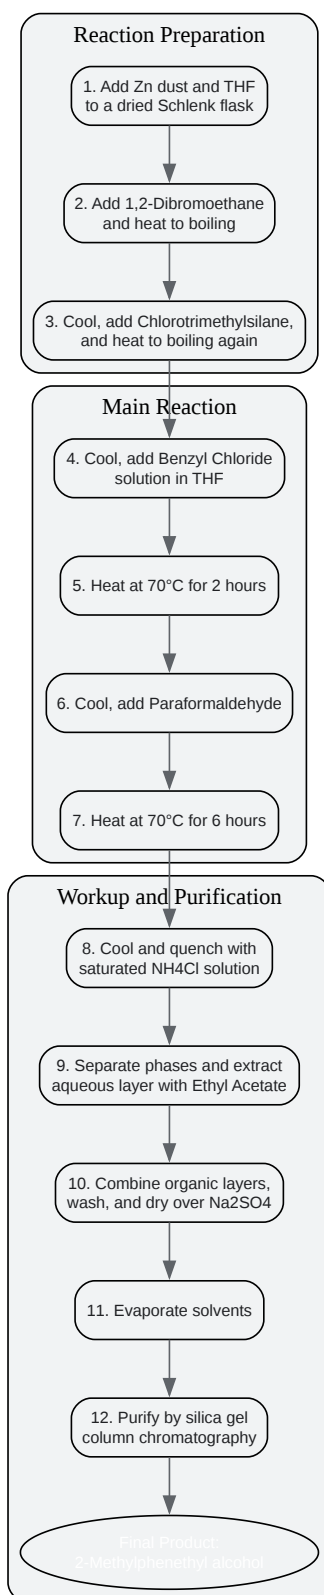 Reaction Preparation
1. Add Zn dust and THF
to a dried Schlenk flask
2. Add 1,2-Dibromoethane
and heat to boiling
3. Cool, add Chlorotrimethylsilane,
and heat to boiling again
Main Reaction
4. Cool, add Benzyl Chloride
solution in THF
5. Heat at 70°C for 2 hours
6. Cool, add Paraformaldehyde
7. Heat at 70°C for 6 hours
Workup and Purification
8. Cool and quench with
saturated NH4Cl solution
9. Separate phases and extract
aqueous layer with Ethyl Acetate
10. Combine organic layers,
wash, and dry over Na2SO4
11. Evaporate solvents
12. Purify by silica gel
column chromatography
Final Product:
2-Methylphenethyl alcohol